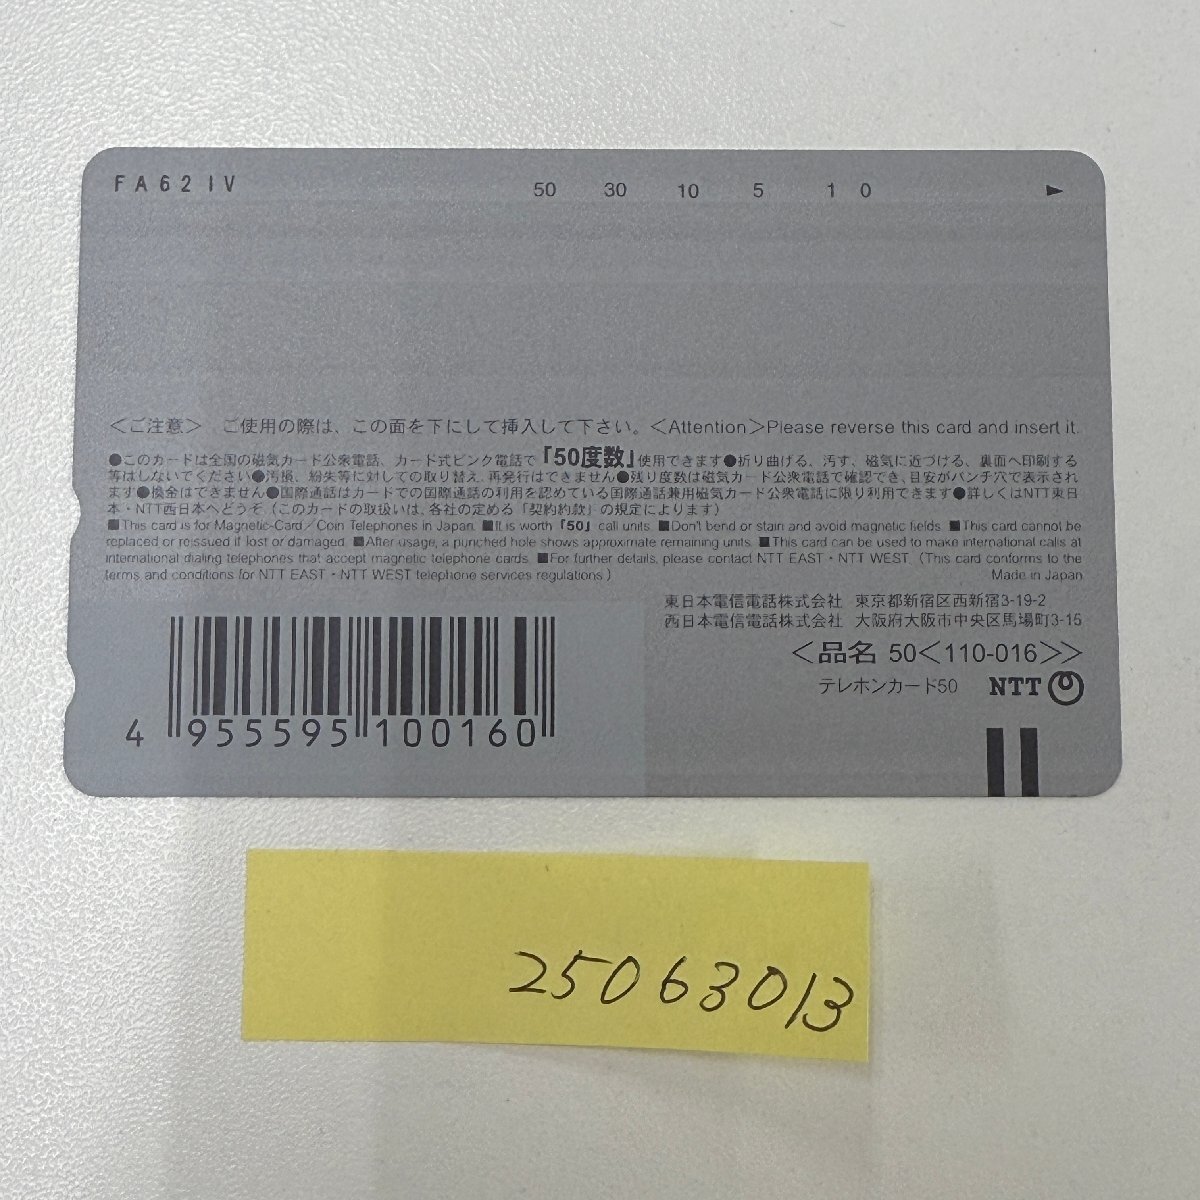 FA62IV
50 30 10 5 1 0 ►
＜ご注意＞ ご使用の際は、この面を下にして挿入して下さい。＜Attention＞Please reverse this card and insert it.
●このカードは全国の磁気カード公衆電話、カード式ピンク電話で「50度数」使用できます●折り曲げる、汚す、磁気に近づける、裏面へ印刷する
等はしないでください●汚損、紛失等に対しての取り替え、再発行はできません●残り度数は磁気カード公衆電話で確認でき、目安がパンチ穴で表示され
ます●換金はできません●国際通話はカードでの国際通話の利用を認めている国際通話兼用磁気カード公衆電話に限り利用できます●詳しくはNTT東日
本・NTT西日本へどうぞ（このカードの取扱いは、各社の定める「契約約款」の規定によります）
■This card is for Magnetic-Card／Coin Telephones in Japan. ■It is worth「50」call units. ■Don't bend or stain and avoid magnetic fields. ■This card cannot be
replaced or reissued if lost or damaged. ■After usage, a punched hole shows approximate remaining units. ■This card can be used to make international calls at
international dialing telephones that accept magnetic telephone cards. ■For further details, please contact NTT EAST・NTT WEST. (This card conforms to the
terms and conditions for NTT EAST・NTT WEST telephone services regulations.) Made in Japan
東日本電信電話株式会社 東京都新宿区西新宿3-19-2
西日本電信電話株式会社 大阪府大阪市中央区馬場町3-15
＜品名 50＜110-016＞＞
テレホンカード50 NTT
4 955595 100160
25063013